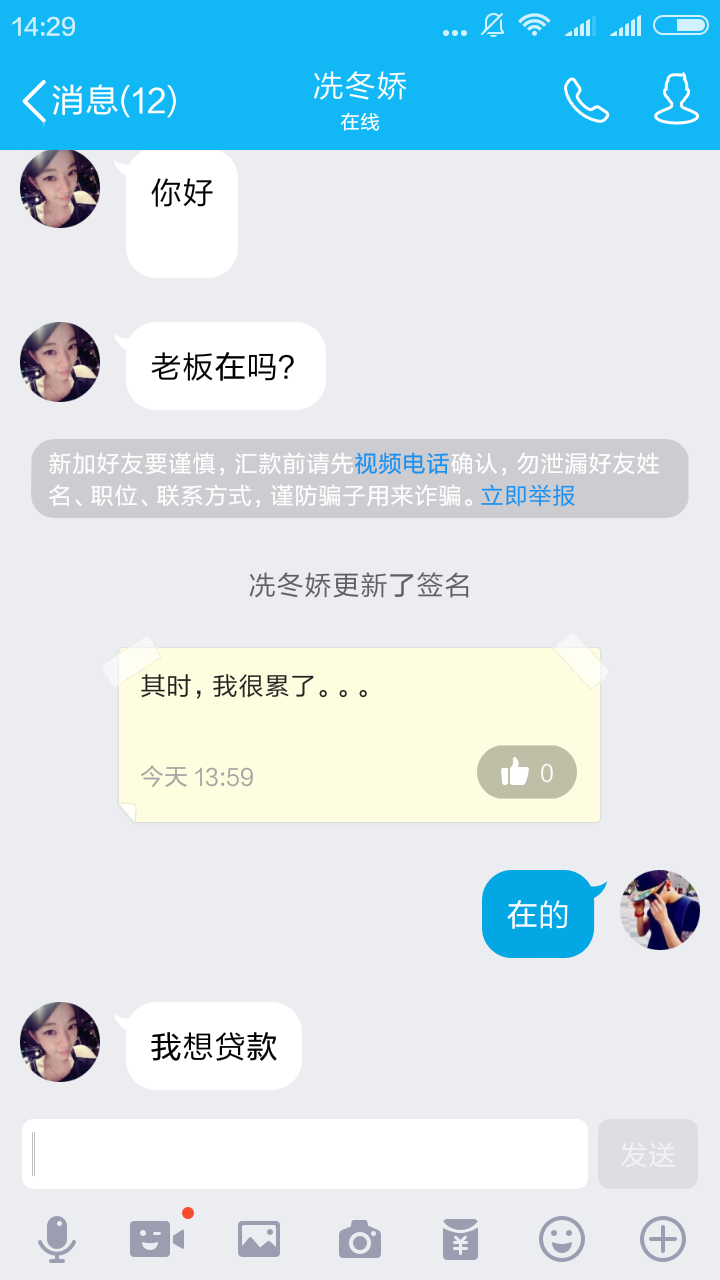 14:29
消息(12)
冼冬娇
在线
你好
老板在吗?
新加好友要谨慎，汇款前请先视频电话确认，勿泄漏好友姓
名、职位、联系方式，谨防骗子用来诈骗。立即举报
冼冬娇更新了签名
其时，我很累了。。。
今天 13:59
0
在的
我想贷款
发送